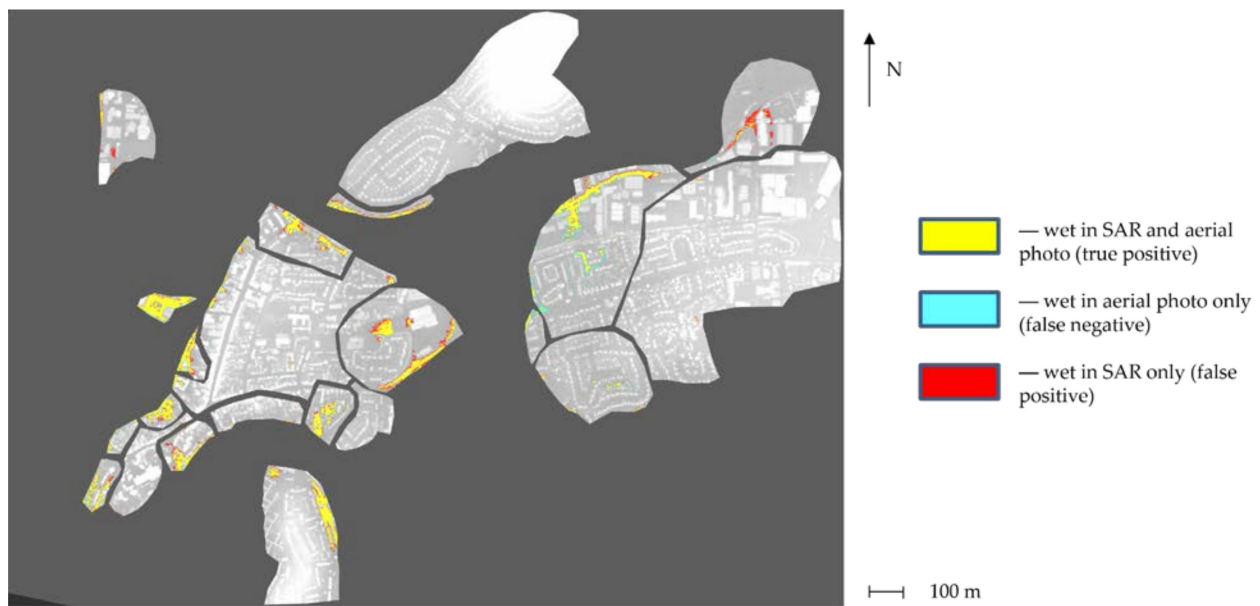 N
— wet in SAR and aerial
photo (true positive)
— wet in aerial photo only
(false negative)
— wet in SAR only (false
positive)
100 m